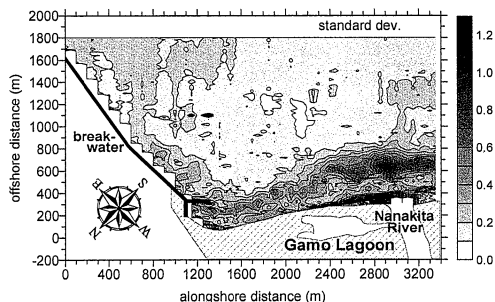 standard dev.
1800
1600
1400
1200
1000
800
600
400
200
0
-200
offshore distance (m)
break-
water
E
S
N
W
Nanakita
River
Gamo Lagoon
0 400 800 1200 1600 2000 2400 2800 3200
alongshore distance (m)
1.2
1.0
0.8
0.6
0.4
0.2
0.0